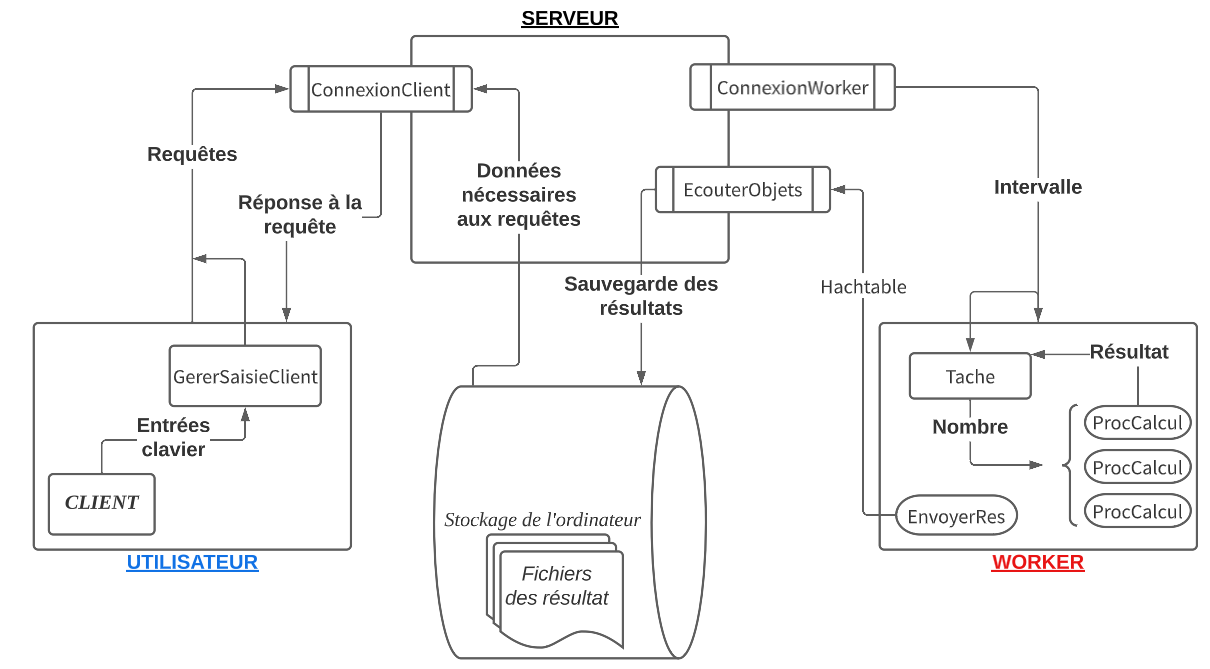 SERVEUR
ConnexionClient
ConnexionWorker
Requêtes
Données
nécessaires
aux requêtes
EcouterObjets
Intervalle
Réponse à la
requête
Sauvegarde des
résultats
Hachtable
GererSaisieClient
Entrées
clavier
CLIENT
UTILISATEUR
Stockage de l'ordinateur
Fichiers
des résultat
Résultat
Tache
Nombre
ProcCalcul
ProcCalcul
ProcCalcul
EnvoyerRes
WORKER